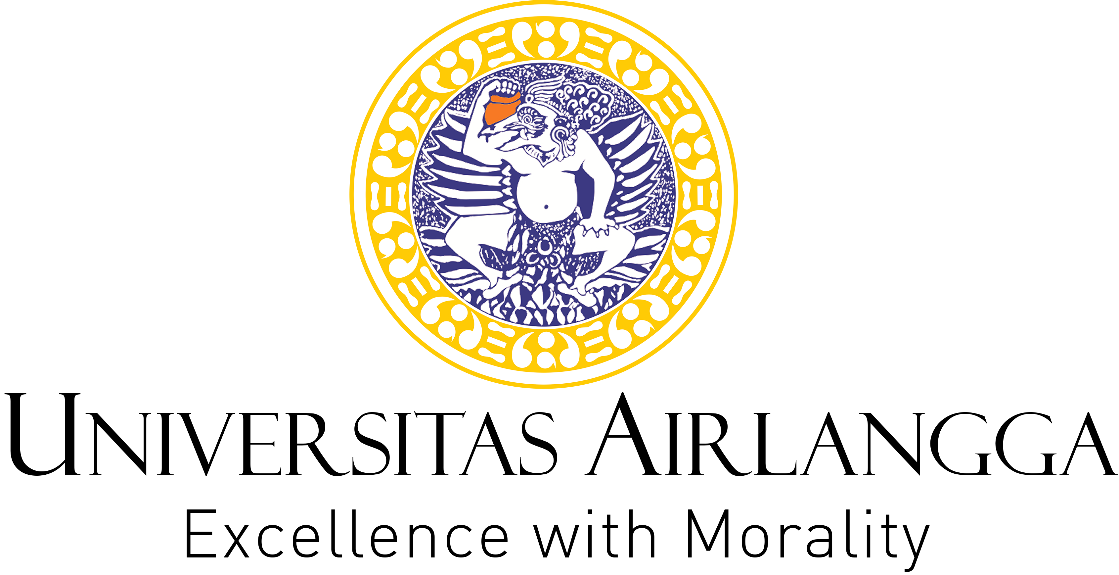 UNIVERSITAS AIRLANGGA
Excellence with Morality